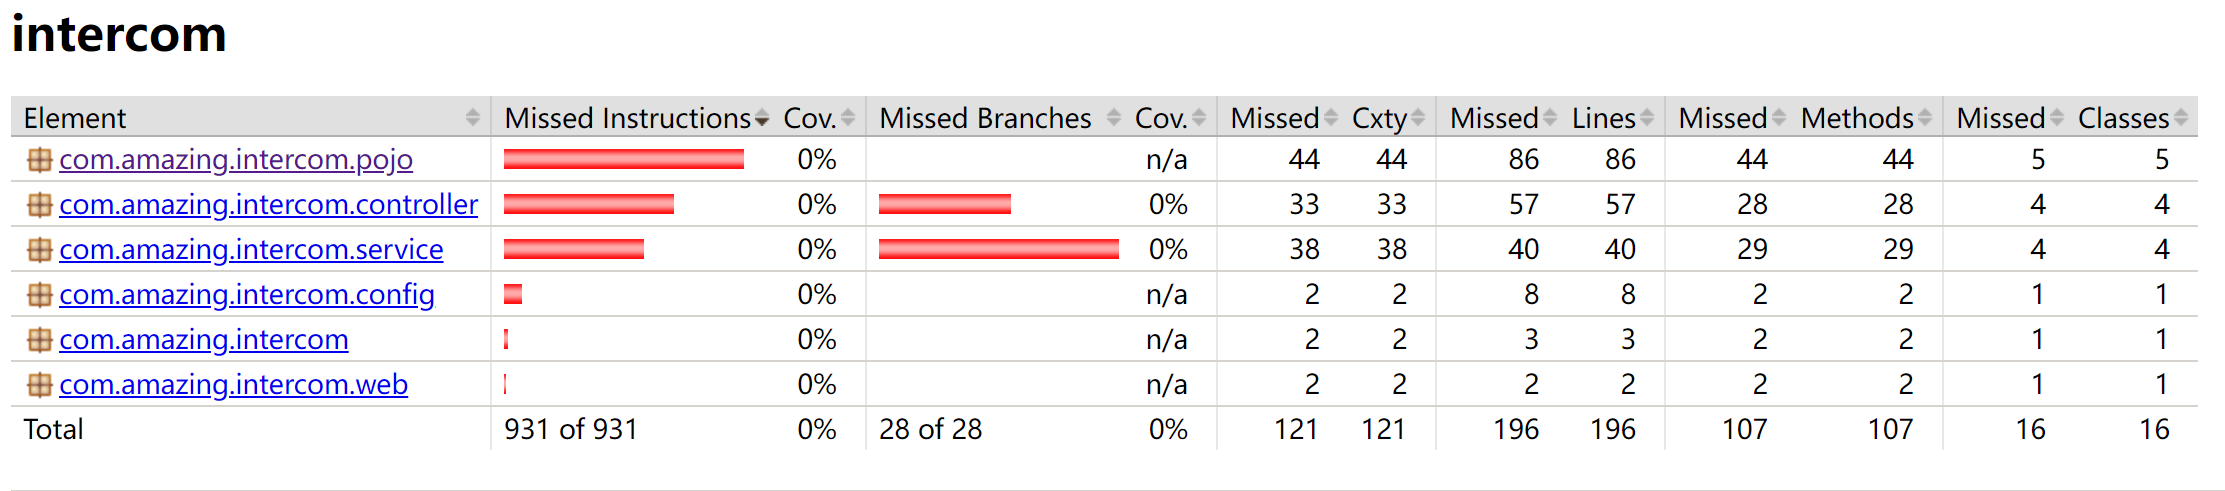 intercom
Element Missed Instructions Cov. Missed Branches Cov. Missed Cxty Missed Lines Missed Methods Missed Classes
com.amazing.intercom.pojo 0% n/a 44 44 86 86 44 44 5 5
com.amazing.intercom.controller 0% 0% 33 33 57 57 28 28 4 4
com.amazing.intercom.service 0% 0% 38 38 40 40 29 29 4 4
com.amazing.intercom.config 0% n/a 2 2 8 8 2 2 1 1
com.amazing.intercom 0% n/a 2 2 3 3 2 2 1 1
com.amazing.intercom.web 0% n/a 2 2 2 2 2 2 1 1
Total 931 of 931 0% 28 of 28 0% 121 121 196 196 107 107 16 16